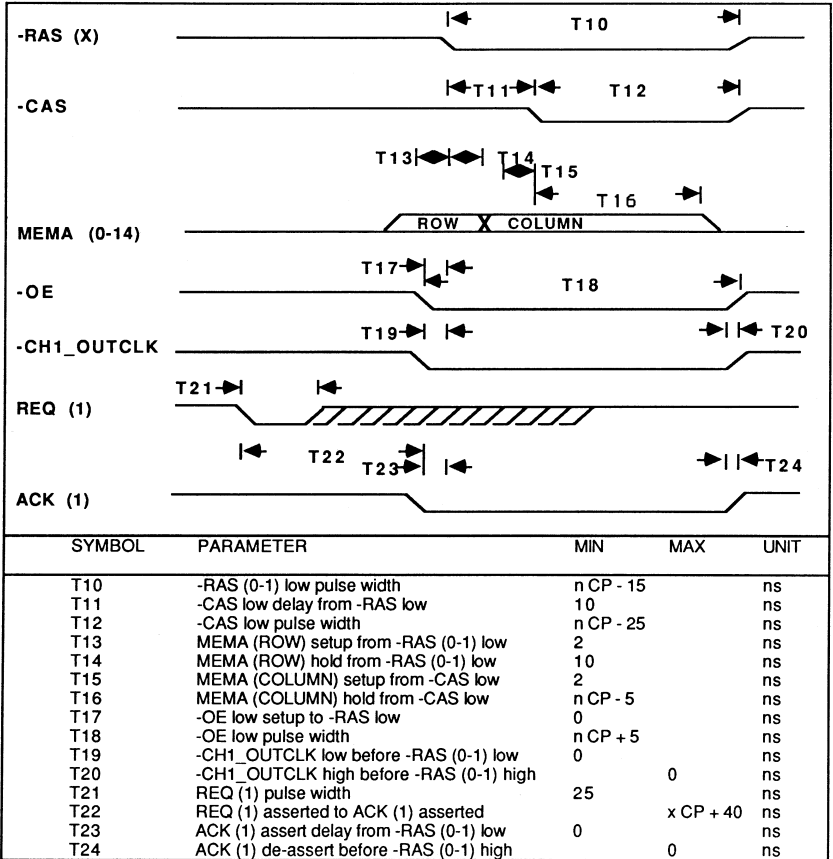 T10
-RAS (X)
T11 T12
-CAS
T13 T14
T15
T16
MEMA (0-14) ROW COLUMN
T17
T18
-OE
T19 T20
-CH1_OUTCLK
T21
REQ (1)
T22
T23 T24
ACK (1)
SYMBOL PARAMETER MIN MAX UNIT
T10 -RAS (0-1) low pulse width n CP - 15 ns
T11 -CAS low delay from -RAS low 10 ns
T12 -CAS low pulse width n CP - 25 ns
T13 MEMA (ROW) setup from -RAS (0-1) low 2 ns
T14 MEMA (ROW) hold from -RAS (0-1) low 10 ns
T15 MEMA (COLUMN) setup from -CAS low 2 ns
T16 MEMA (COLUMN) hold from -CAS low n CP - 5 ns
T17 -OE low setup to -RAS low 0 ns
T18 -OE low pulse width n CP + 5 ns
T19 -CH1_OUTCLK low before -RAS (0-1) low 0 ns
T20 -CH1_OUTCLK high before -RAS (0-1) high 0 ns
T21 REQ (1) pulse width 25 ns
T22 REQ (1) asserted to ACK (1) asserted x CP + 40 ns
T23 ACK (1) assert delay from -RAS (0-1) low 0 ns
T24 ACK (1) de-assert before -RAS (0-1) high 0 ns